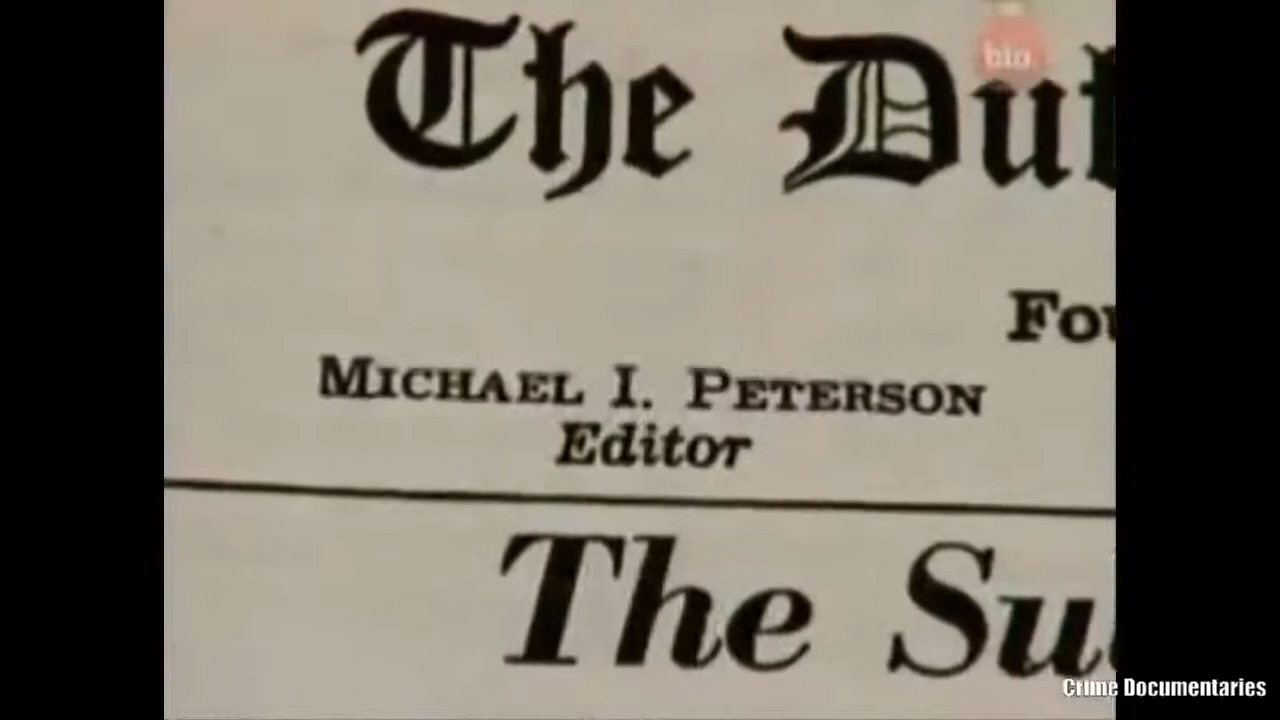 The Du
bio
Fou
MICHAEL I. PETERSON
Editor
The Su
Crime Documentaries